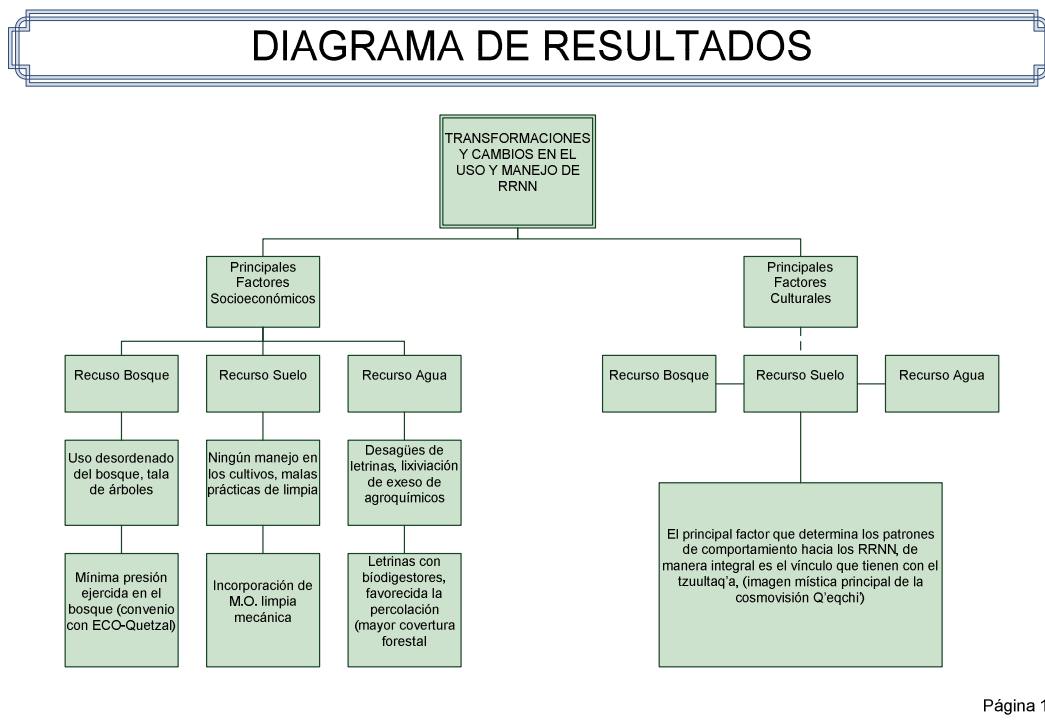 DIAGRAMA DE RESULTADOS
TRANSFORMACIONES
Y CAMBIOS EN EL
USO Y MANEJO DE
RRNN
Principales
Factores
Socioeconómicos
Principales
Factores
Culturales
Recuso Bosque
Recurso Suelo
Recurso Agua
Recurso Bosque
Recurso Suelo
Recurso Agua
Uso desordenado
del bosque, tala
de árboles
Ningún manejo en
los cultivos, malas
prácticas de limpia
Desagües de
letrinas, lixiviación
de exeso de
agroquímicos
Mínima presión
ejercida en el
bosque (convenio
con ECO-Quetzal)
Incorporación de
M.O. limpia
mecánica
Letrinas con
bíodigestores,
favorecida la
percolación
(mayor covertura
forestal
El principal factor que determina los patrones
de comportamiento hacia los RRNN, de
manera integral es el vínculo que tienen con el
tzuultaq’a, (imagen mística principal de la
cosmovisión Q’eqchi’)
Página 1